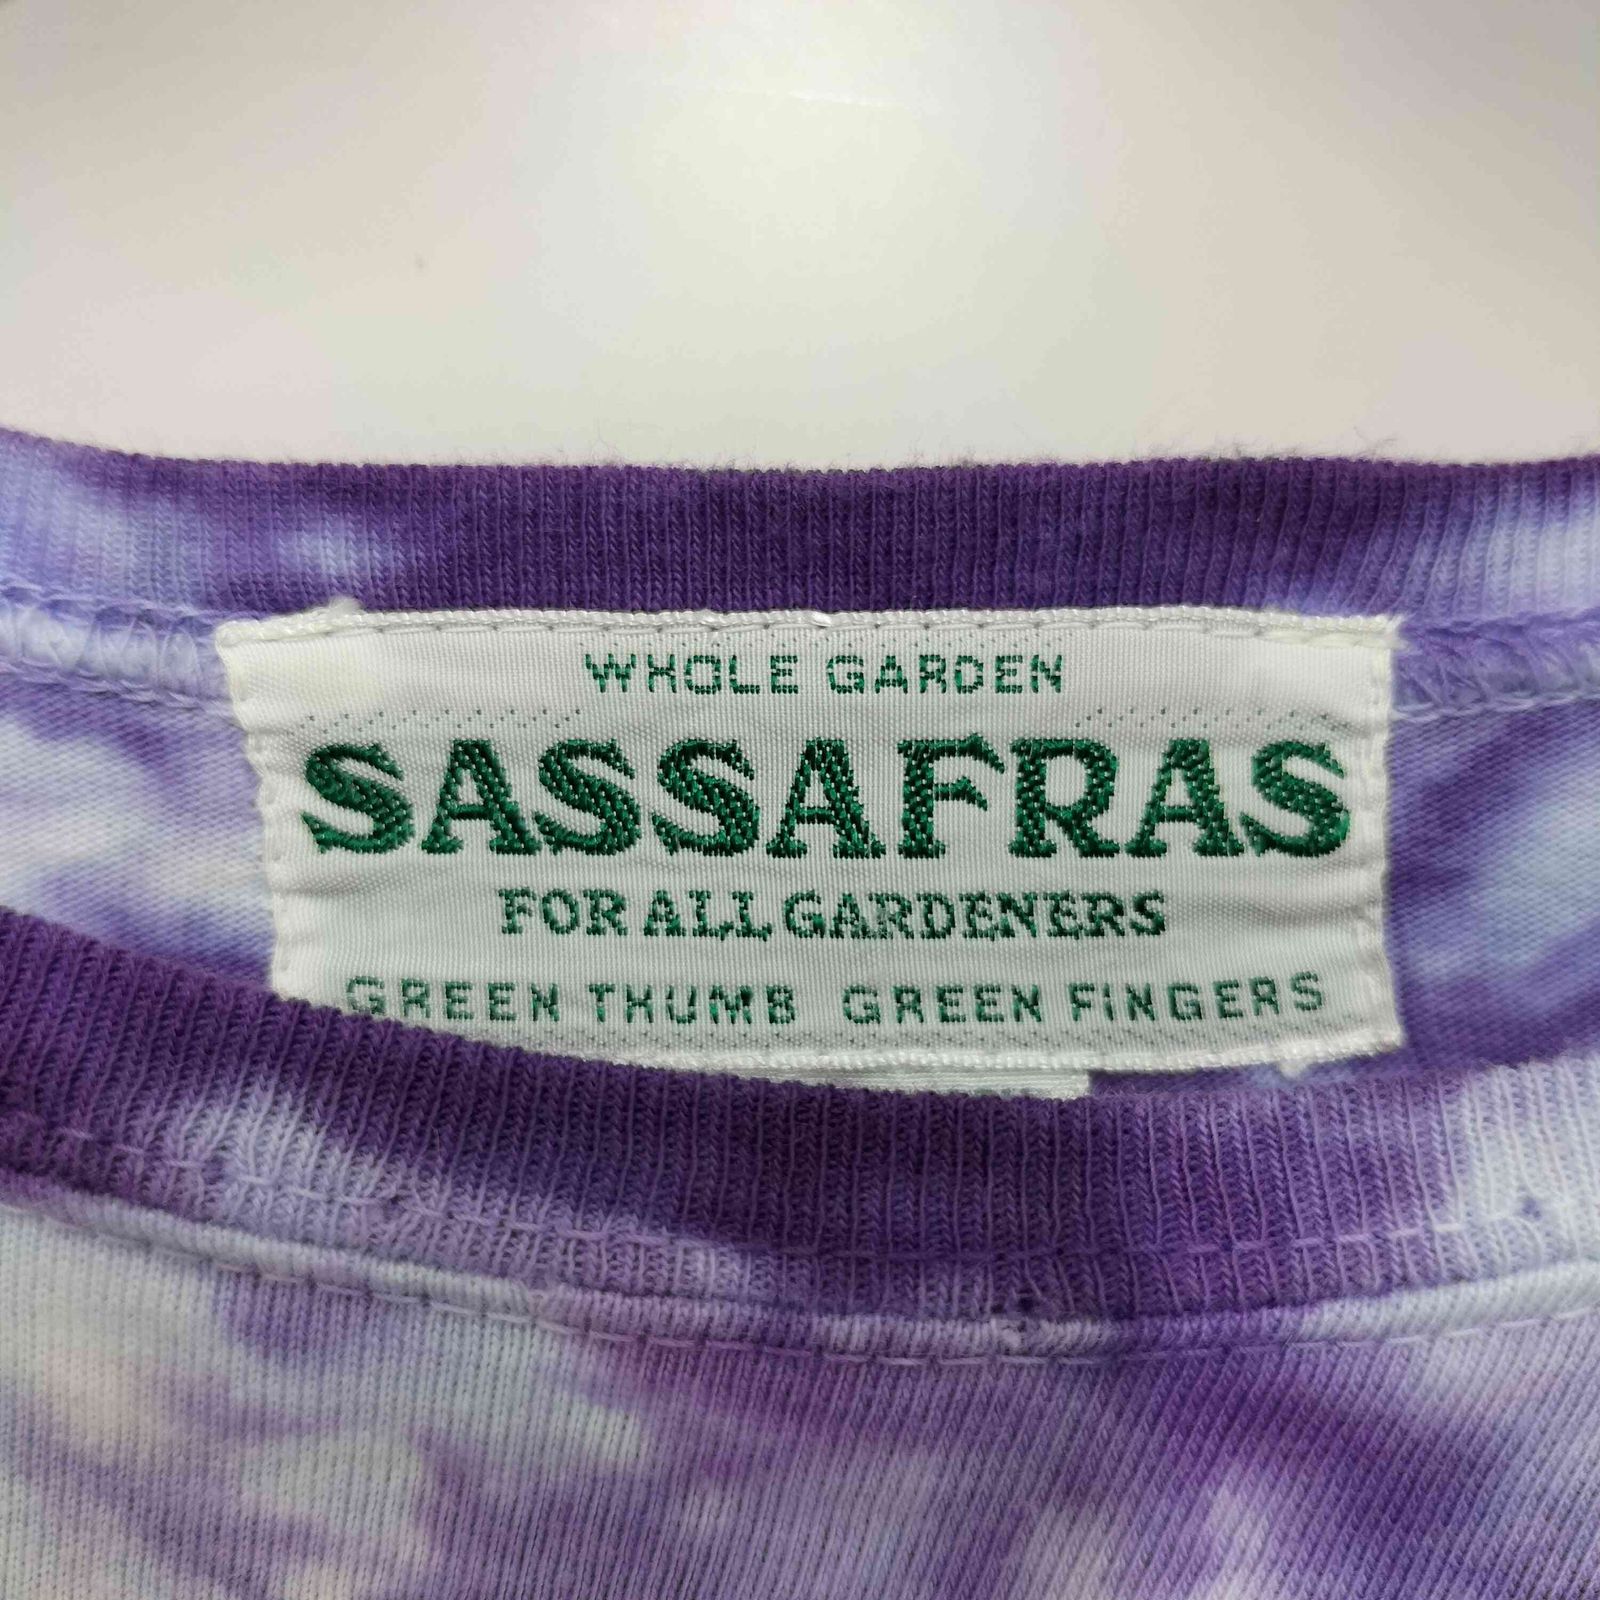 WHOLE GARDEN
SASSAFRAS
FOR ALL GARDENERS
GREEN THUMB GREEN FINGERS